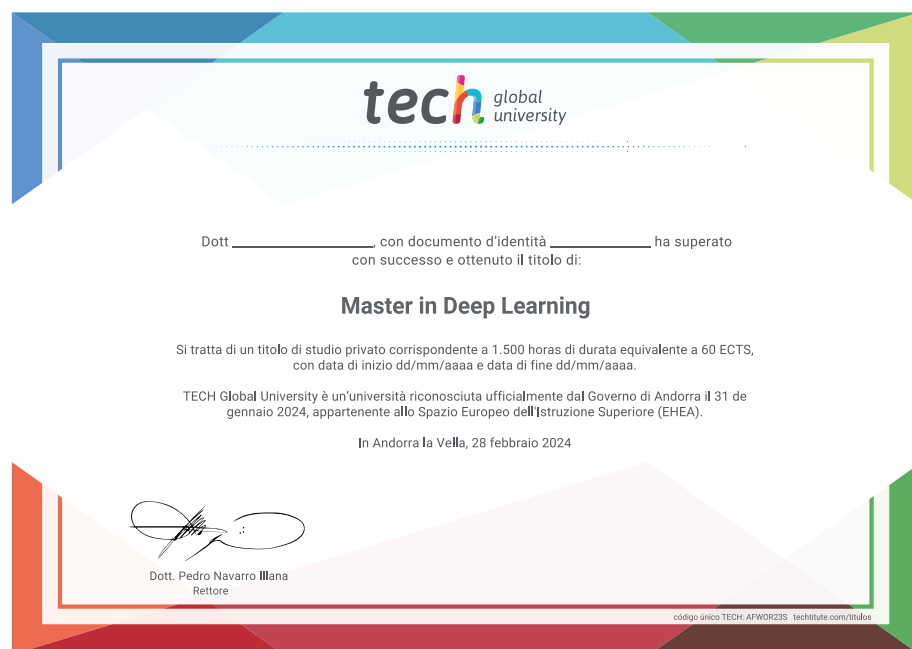 tech global
university
Dott ____________________, con documento d'identità ______________ ha superato
con successo e ottenuto il titolo di:
Master in Deep Learning
Si tratta di un titolo di studio privato corrispondente a 1.500 horas di durata equivalente a 60 ECTS,
con data di inizio dd/mm/aaaa e data di fine dd/mm/aaaa.
TECH Global University è un'università riconosciuta ufficialmente dal Governo di Andorra il 31 de
gennaio 2024, appartenente allo Spazio Europeo dell'Istruzione Superiore (EHEA).
In Andorra la Vella, 28 febbraio 2024
Dott. Pedro Navarro Illana
Rettore
código único TECH: AFWOR23S techtitute.com/titulos